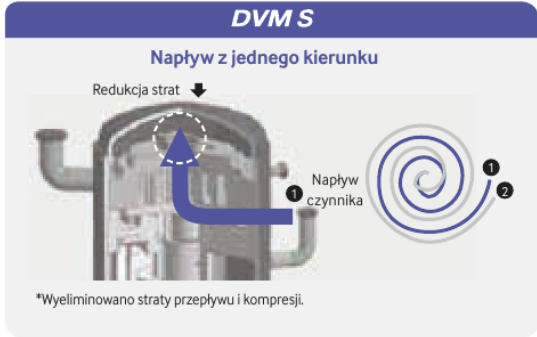 DVM S
Napływ z jednego kierunku
Redukcja strat
1 Napływ
czynnika
1
2
*Wyeliminowano straty przepływu i kompresji.